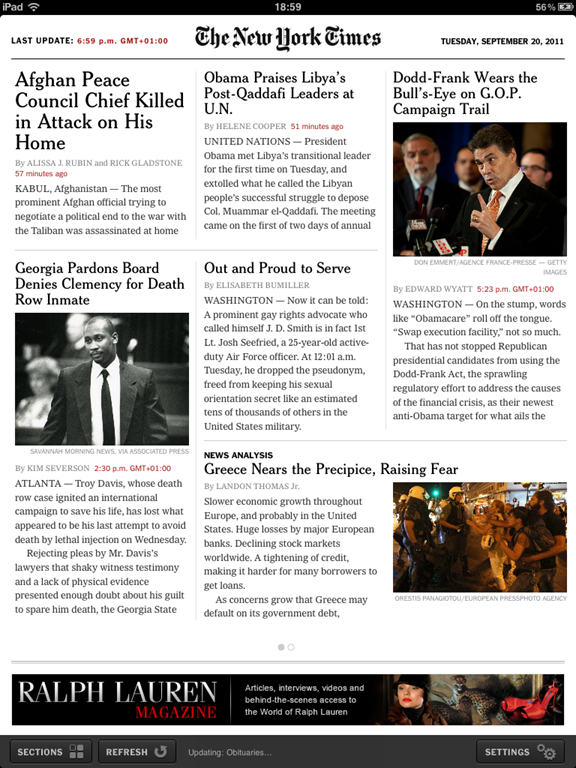 iPad
18:59
56%
LAST UPDATE: 6:59 p.m. GMT+01:00
The New York Times
TUESDAY, SEPTEMBER 20, 2011
Afghan Peace
Council Chief Killed
in Attack on His
Home
By ALISSA J. RUBIN and RICK GLADSTONE
57 minutes ago
KABUL, Afghanistan — The most
prominent Afghan official trying to
negotiate a political end to the war with
the Taliban was assassinated at home
Obama Praises Libya's
Post-Qaddafi Leaders at
U.N.
By HELENE COOPER 51 minutes ago
UNITED NATIONS — President
Obama met Libya's transitional leader
for the first time on Tuesday, and
extolled what he called the Libyan
people's successful struggle to depose
Col. Muammar el-Qaddafi. The meeting
came on the first of two days of annual
Dodd-Frank Wears the
Bull's-Eye on G.O.P.
Campaign Trail
DON EMMERT/AGENCE FRANCE-PRESSE — GETTY
IMAGES
By EDWARD WYATT 5:23 p.m. GMT+01:00
WASHINGTON — On the stump, words
like “Obamacare” roll off the tongue.
“Swap execution facility,” not so much.
That has not stopped Republican
presidential candidates from using the
Dodd-Frank Act, the sprawling
regulatory effort to address the causes
of the financial crisis, as their newest
anti-Obama target for what ails the
Georgia Pardons Board
Denies Clemency for Death
Row Inmate
SAVANNAH MORNING NEWS, VIA ASSOCIATED PRESS
By KIM SEVERSON 2:30 p.m. GMT+01:00
ATLANTA — Troy Davis, whose death
row case ignited an international
campaign to save his life, has lost what
appeared to be his last attempt to avoid
death by lethal injection on Wednesday.
Rejecting pleas by Mr. Davis's
lawyers that shaky witness testimony
and a lack of physical evidence
presented enough doubt about his guilt
to spare him death, the Georgia State
Out and Proud to Serve
By ELISABETH BUMILLER
WASHINGTON — Now it can be told:
A prominent gay rights advocate who
called himself J. D. Smith is in fact 1st
Lt. Josh Seefried, a 25-year-old active-
duty Air Force officer. At 12:01 a.m.
Tuesday, he dropped the pseudonym,
freed from keeping his sexual
orientation secret like an estimated
tens of thousands of others in the
United States military.
NEWS ANALYSIS
Greece Nears the Precipice, Raising Fear
By LANDON THOMAS Jr.
Slower economic growth throughout
Europe, and probably in the United
States. Huge losses by major European
banks. Declining stock markets
worldwide. A tightening of credit,
making it harder for many borrowers to
get loans.
As concerns grow that Greece may
default on its government debt,
ORESTIS PANAGIOTOU/EUROPEAN PRESSPHOTO AGENCY
RALPH LAUREN
MAGAZINE
Articles, interviews, videos and
behind-the-scenes access to
the World of Ralph Lauren
SECTIONS
REFRESH
Updating: Obituaries...
SETTINGS